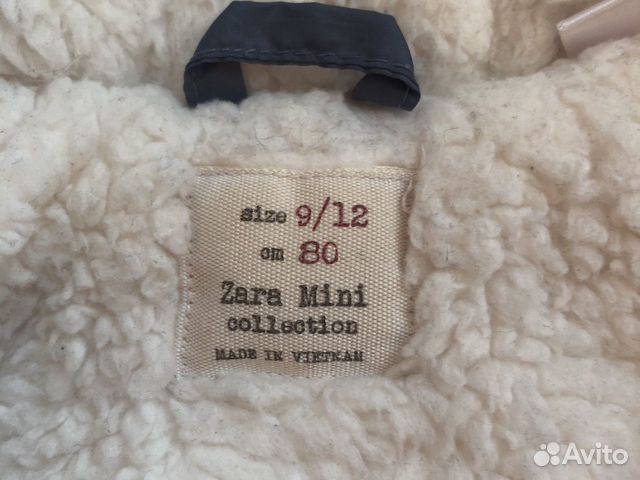 size 9/12
cm 80
Zara Mini
collection
MADE IN VIETNAM
Avito